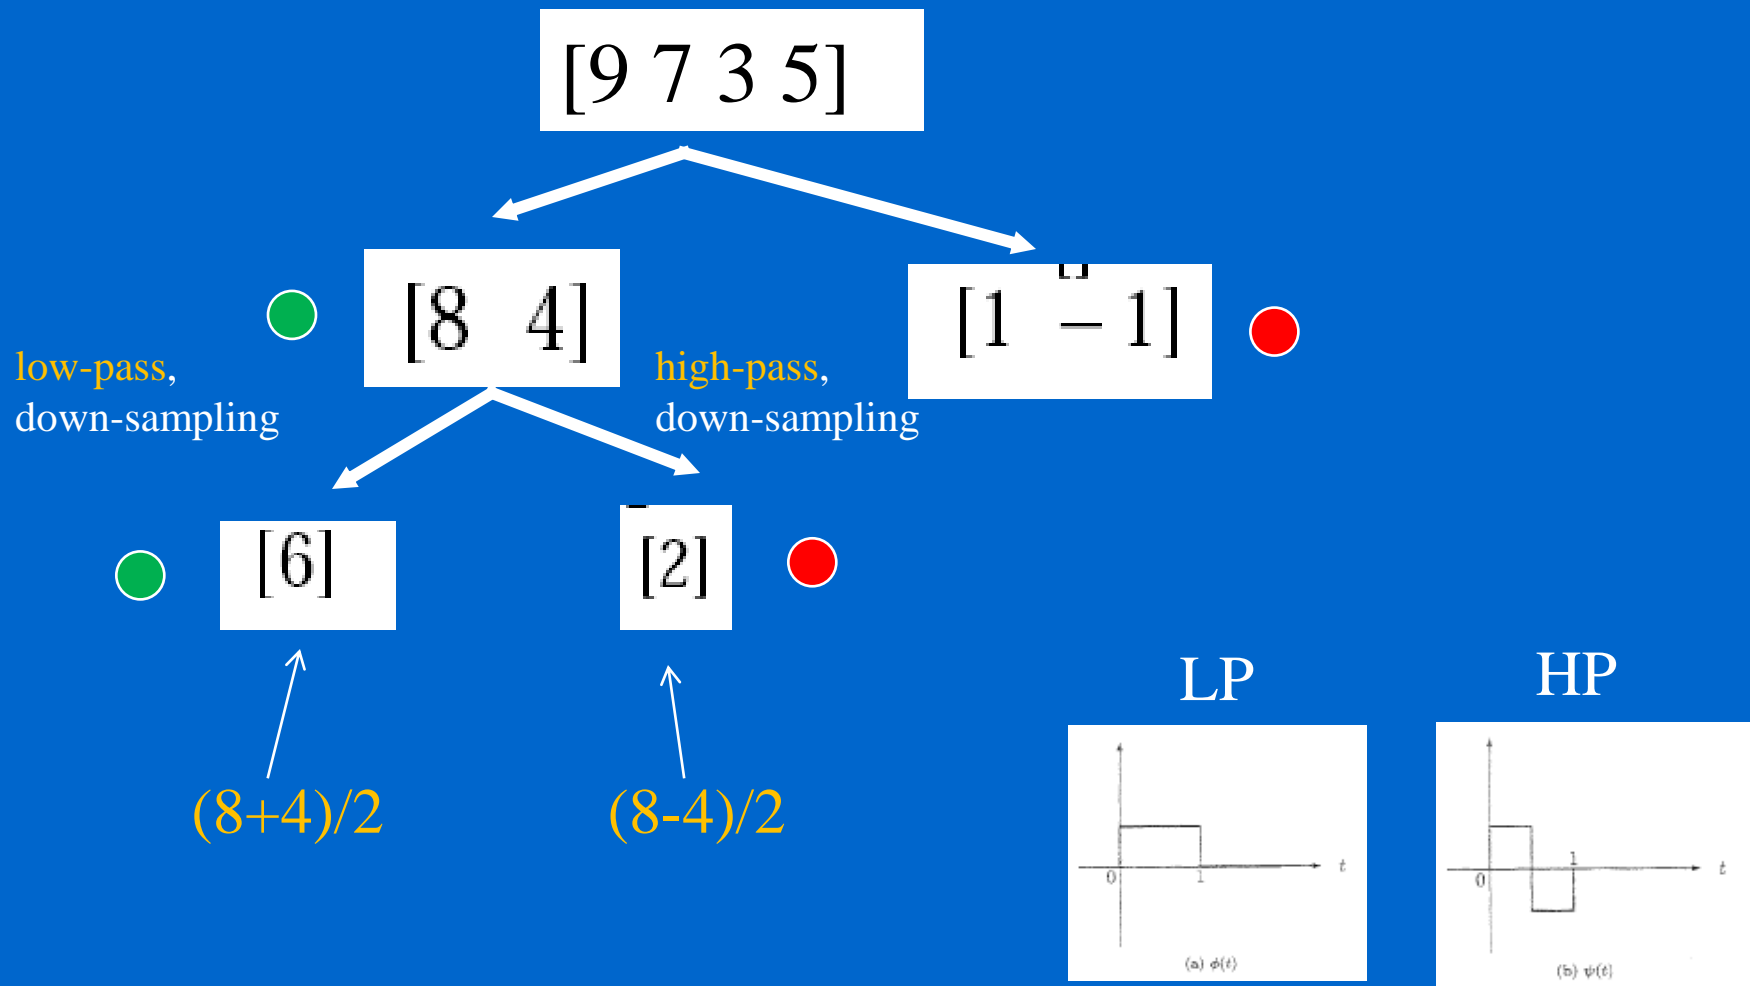 [9 7 3 5]
[8 4]
[1 − 1]
low-pass,
down-sampling
high-pass,
down-sampling
[6]
[2]
(8+4)/2
(8-4)/2
LP
HP
0
1
t
(a) ϕ(t)
0
1
t
(b) ψ(t)